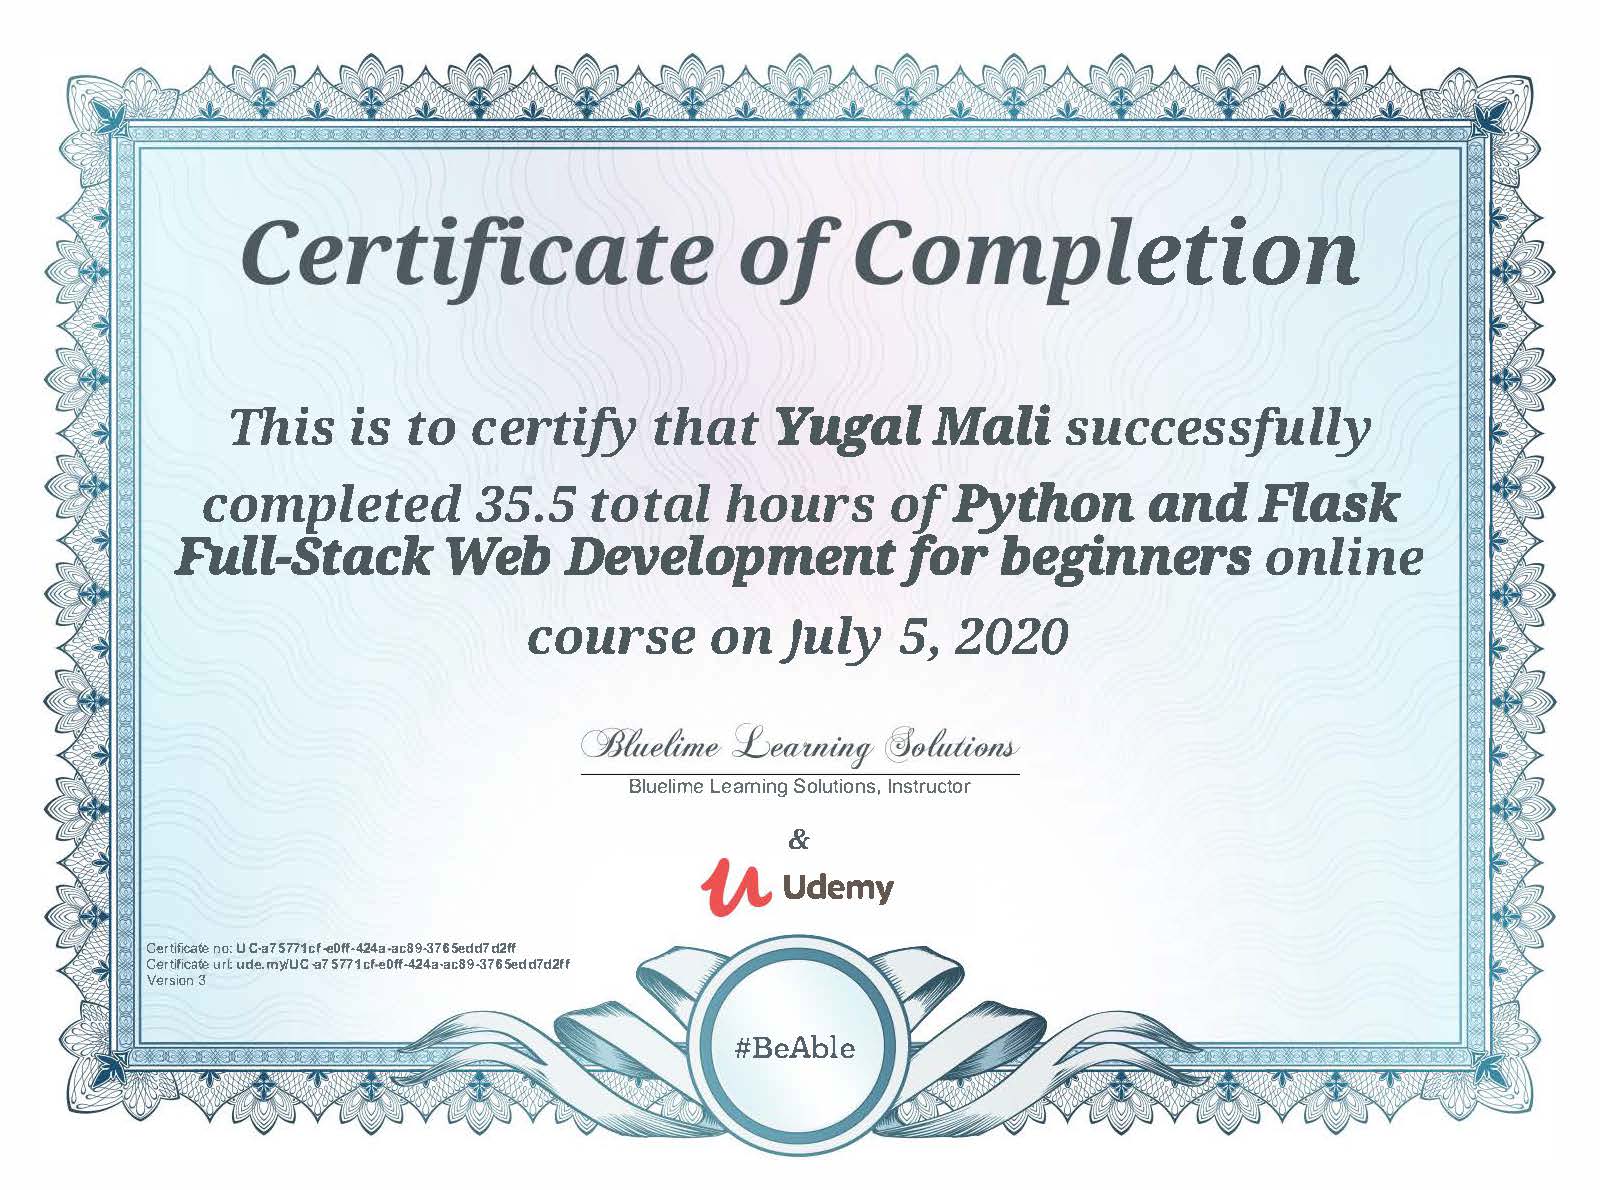 Certificate of Completion
This is to certify that Yugal Mali successfully
completed 35.5 total hours of Python and Flask
Full-Stack Web Development for beginners online
course on July 5, 2020
Bluelime Learning Solutions
Bluelime Learning Solutions, Instructor
&
Udemy
Certificate no: UC-a75771cf-e0ff-424a-ac89-3765edd7d2ff
Certificate url: ude.my/UC-a75771cf-e0ff-424a-ac89-3765edd7d2ff
Version 3
#BeAble